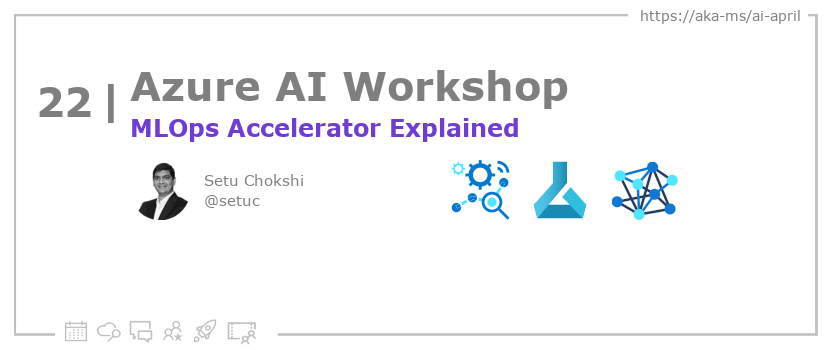 https://aka-ms/ai-april
22 | Azure AI Workshop
MLOps Accelerator Explained
Setu Chokshi
@setuc